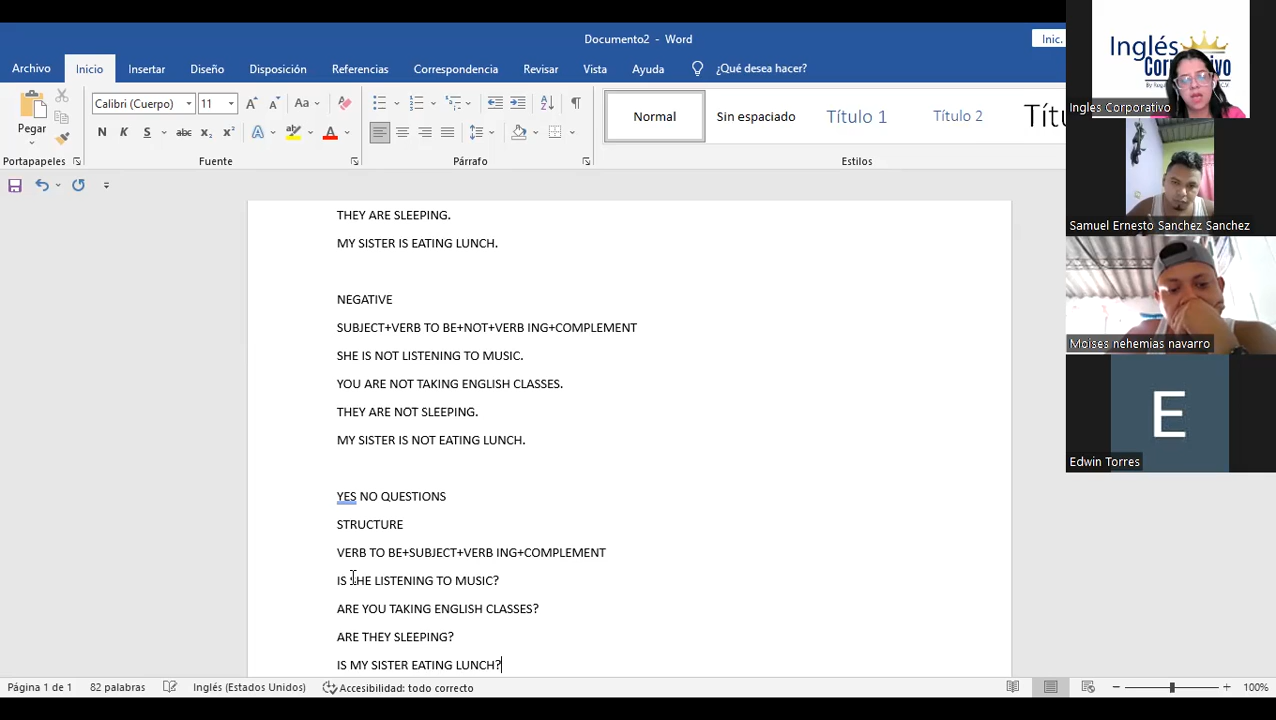 Documento2 - Word
Inic.
Archivo Inicio Insertar Diseño Disposición Referencias Correspondencia Revisar Vista Ayuda ¿Qué desea hacer?
Pegar
Calibri (Cuerpo) 11
N K S abc
Normal Sin espaciado Título 1 Título 2
Portapapeles Fuente Párrafo Estilos
THEY ARE SLEEPING.
MY SISTER IS EATING LUNCH.
NEGATIVE
SUBJECT+VERB TO BE+NOT+VERB ING+COMPLEMENT
SHE IS NOT LISTENING TO MUSIC.
YOU ARE NOT TAKING ENGLISH CLASSES.
THEY ARE NOT SLEEPING.
MY SISTER IS NOT EATING LUNCH.
YES NO QUESTIONS
STRUCTURE
VERB TO BE+SUBJECT+VERB ING+COMPLEMENT
IS SHE LISTENING TO MUSIC?
ARE YOU TAKING ENGLISH CLASSES?
ARE THEY SLEEPING?
IS MY SISTER EATING LUNCH?
Página 1 de 1 82 palabras Inglés (Estados Unidos) Accesibilidad: todo correcto 100%
Inglés
Corporativo
Ingles Corporativo
Samuel Ernesto Sanchez Sanchez
Moises nehemias navarro
E
Edwin Torres